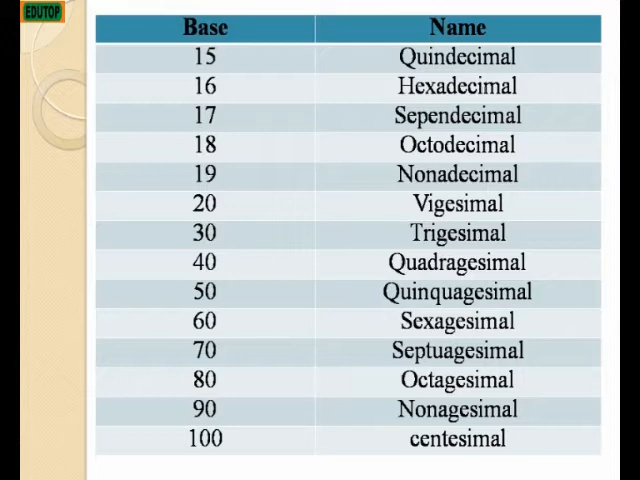 EDUTOP
Base Name
15 Quindecimal
16 Hexadecimal
17 Sependecimal
18 Octodecimal
19 Nonadecimal
20 Vigesimal
30 Trigesimal
40 Quadragesimal
50 Quinquagesimal
60 Sexagesimal
70 Septuagesimal
80 Octagesimal
90 Nonagesimal
100 centesimal